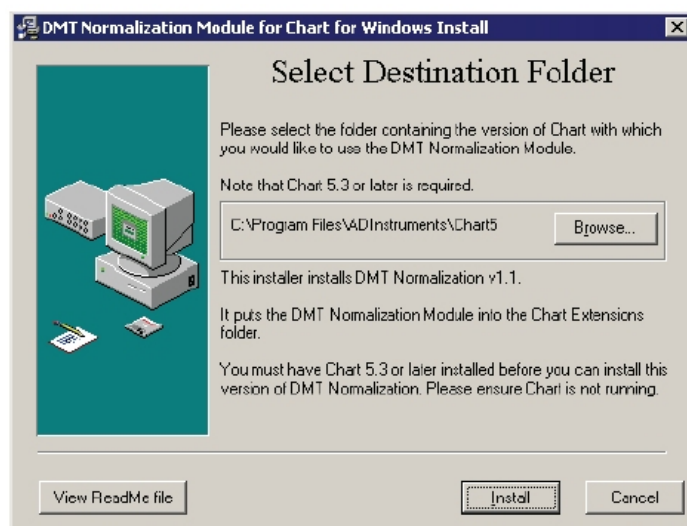 DMT Normalization Module for Chart for Windows Install
Select Destination Folder
Please select the folder containing the version of Chart with which
you would like to use the DMT Normalization Module.
Note that Chart 5.3 or later is required.
C:\Program Files\ADInstruments\Chart5
Browse...
This installer installs DMT Normalization v1.1.
It puts the DMT Normalization Module into the Chart Extensions
folder.
You must have Chart 5.3 or later installed before you can install this
version of DMT Normalization. Please ensure Chart is not running.
View ReadMe file
Install
Cancel